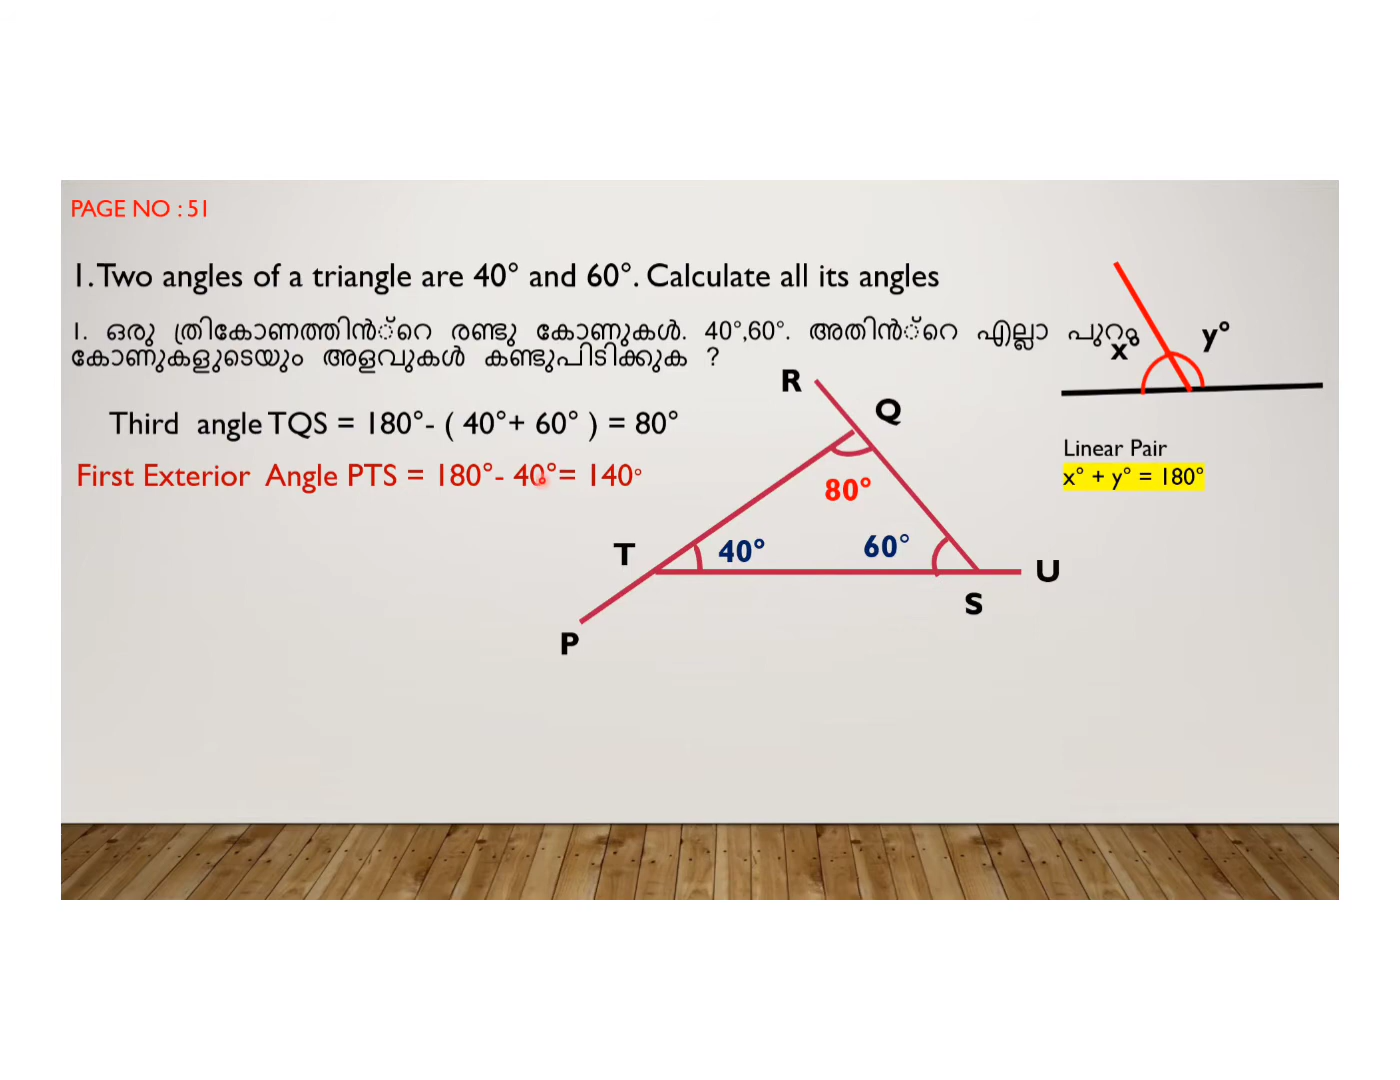 PAGE NO : 51
1. Two angles of a triangle are 40° and 60°. Calculate all its angles
1. ഒരു ത്രികോണത്തിൻ്റെ രണ്ടു കോണുകൾ. 40°,60°. അതിൻ്റെ എല്ലാ പുറം
കോണുകളുടെയും അളവുകൾ കണ്ടുപിടിക്കുക ?
x
y°
R
Q
Third angle TQS = 180°- ( 40°+ 60° ) = 80°
Linear Pair
First Exterior Angle PTS = 180°- 40°= 140°
x° + y° = 180°
80°
T
40°
60°
U
S
P